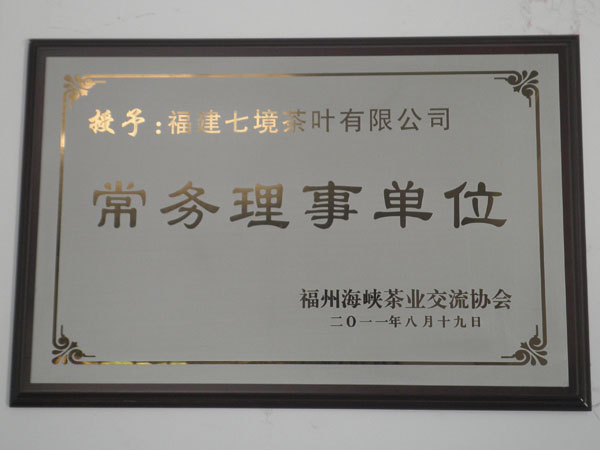 授予:福建七境茶叶有限公司
常务理事单位
福州海峡茶业交流协会
二〇一一年八月十九日